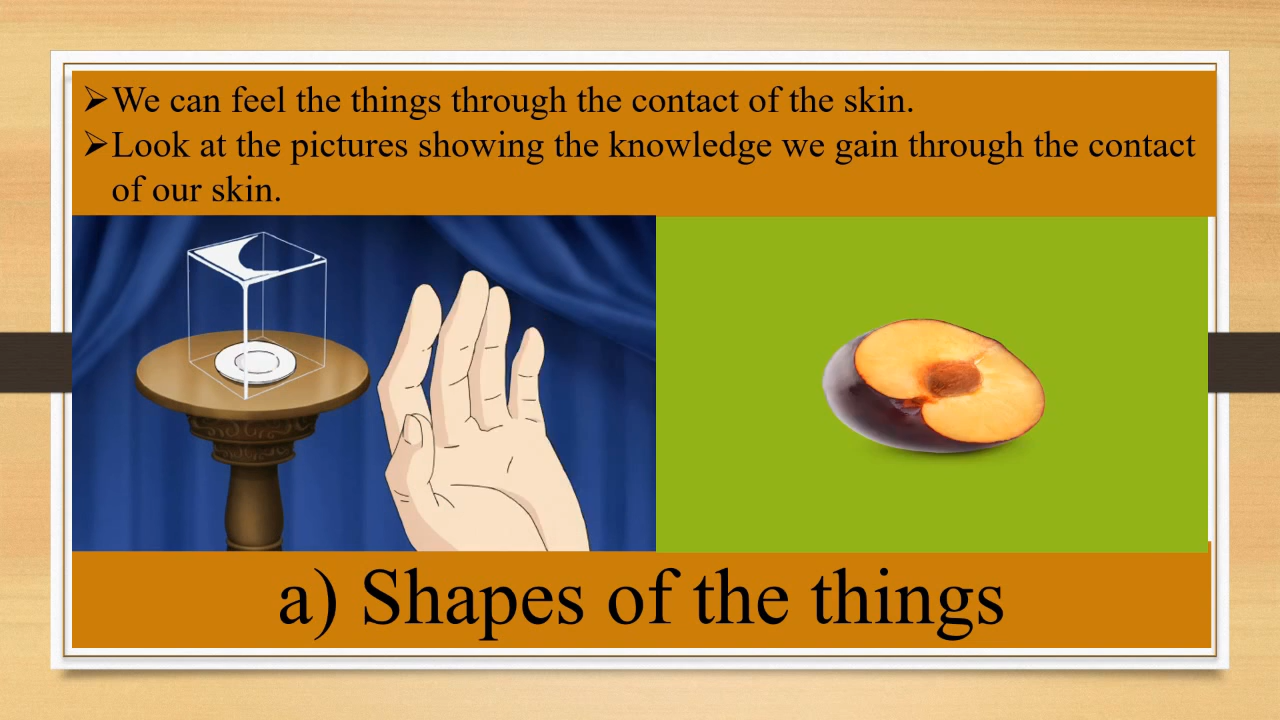 ➢We can feel the things through the contact of the skin.
➢Look at the pictures showing the knowledge we gain through the contact
of our skin.
a) Shapes of the things